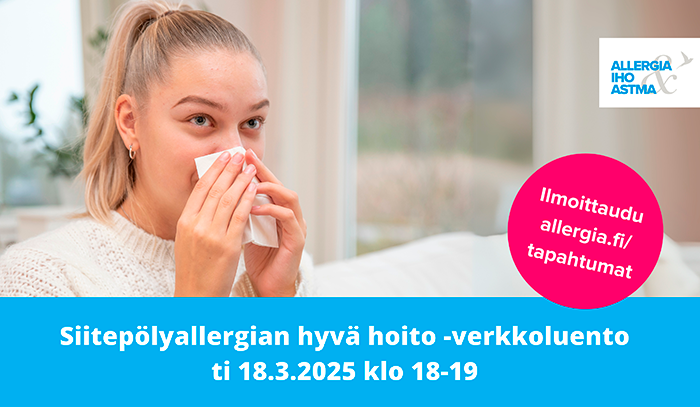 ALLERGIA
IHO &
ASTMA
Ilmoittaudu
allergia.fi/
tapahtumat
Siitepölyallergian hyvä hoito -verkkoluento
ti 18.3.2025 klo 18-19